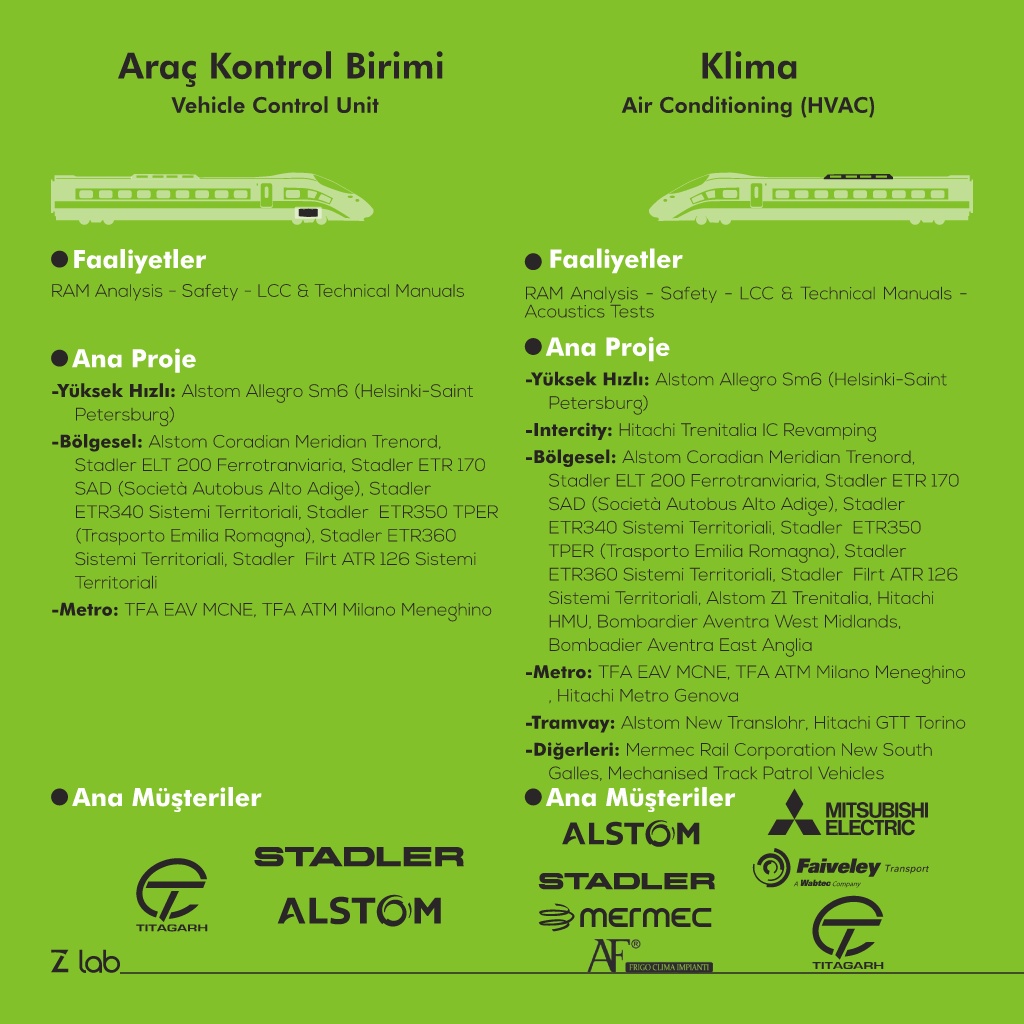 Araç Kontrol Birimi
Vehicle Control Unit
Faaliyetler
RAM Analysis - Safety - LCC & Technical Manuals
Ana Proje
-Yüksek Hızlı: Alstom Allegro Sm6 (Helsinki-Saint
Petersburg)
-Bölgesel: Alstom Coradian Meridian Trenord,
Stadler ELT 200 Ferrotranviaria, Stadler ETR 170
SAD (Società Autobus Alto Adige), Stadler
ETR340 Sistemi Territoriali, Stadler ETR350 TPER
(Trasporto Emilia Romagna), Stadler ETR360
Sistemi Territoriali, Stadler Filrt ATR 126 Sistemi
Territoriali
-Metro: TFA EAV MCNE, TFA ATM Milano Meneghino
Ana Müşteriler
STADLER
TITAGARH
ALSTOM
Klima
Air Conditioning (HVAC)
Faaliyetler
RAM Analysis - Safety - LCC & Technical Manuals -
Acoustics Tests
Ana Proje
-Yüksek Hızlı: Alstom Allegro Sm6 (Helsinki-Saint
Petersburg)
-Intercity: Hitachi Trenitalia IC Revamping
-Bölgesel: Alstom Coradian Meridian Trenord,
Stadler ELT 200 Ferrotranviaria, Stadler ETR 170
SAD (Società Autobus Alto Adige), Stadler
ETR340 Sistemi Territoriali, Stadler ETR350
TPER (Trasporto Emilia Romagna), Stadler
ETR360 Sistemi Territoriali, Stadler Filrt ATR 126
Sistemi Territoriali, Alstom Z1 Trenitalia, Hitachi
HMU, Bombardier Aventra West Midlands,
Bombadier Aventra East Anglia
-Metro: TFA EAV MCNE, TFA ATM Milano Meneghino
, Hitachi Metro Genova
-Tramvay: Alstom New Translohr, Hitachi GTT Torino
-Diğerleri: Mermec Rail Corporation New South
Galles, Mechanised Track Patrol Vehicles
Ana Müşteriler
ALSTOM
MITSUBISHI
ELECTRIC
STADLER
Faiveley Transport
A Wabtec Company
MERMEC
AF®
FRIGO CLIMA IMPIANTI
TITAGARH
Z lab